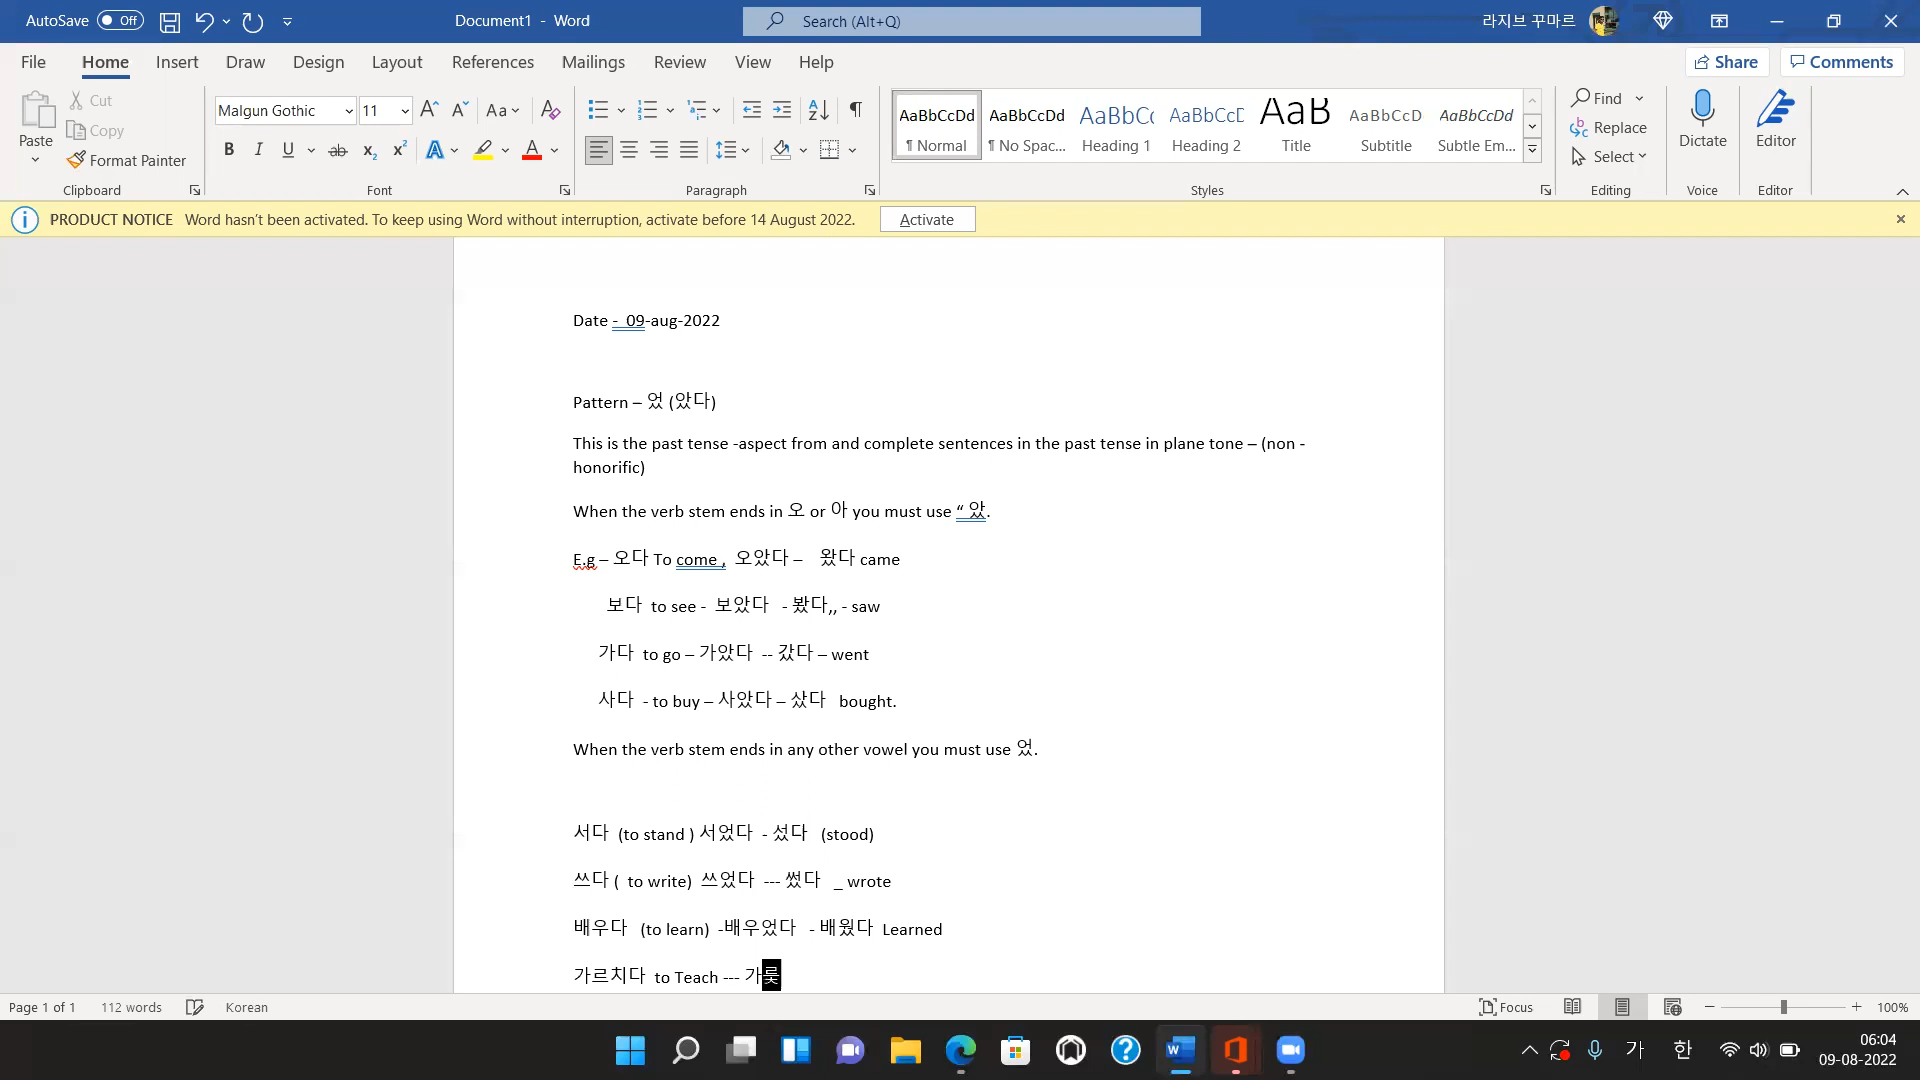 AutoSave Off Document1 - Word Search (Alt+Q) 라지브 꾸마르
File Home Insert Draw Design Layout References Mailings Review View Help Share Comments
Paste Cut Copy Format Painter
Malgun Gothic 11 Aa
B I U ab x₂ x² A A
AaBbCcDd AaBbCcDd AaBbCc AaBbCcD AaB AaBbCcD AaBbCcDd
¶ Normal ¶ No Spac... Heading 1 Heading 2 Title Subtitle Subtle Em...
Find Replace Select Dictate Editor
Clipboard Font Paragraph Styles Editing Voice Editor
PRODUCT NOTICE Word hasn't been activated. To keep using Word without interruption, activate before 14 August 2022. Activate
Date - 09-aug-2022
Pattern – 었 (았다)
This is the past tense -aspect from and complete sentences in the past tense in plane tone – (non -
honorific)
When the verb stem ends in 오 or 아 you must use “ 았.
E.g – 오다 To come , 오았다 – 왔다 came
보다 to see - 보았다 - 봤다,, - saw
가다 to go – 가았다 -- 갔다 – went
사다 - to buy – 사았다 – 샀다 bought.
When the verb stem ends in any other vowel you must use 었.
서다 (to stand ) 서었다 - 섰다 (stood)
쓰다 ( to write) 쓰었다 --- 썼다 _ wrote
배우다 (to learn) -배우었다 - 배웠다 Learned
가르치다 to Teach --- 가롳
Page 1 of 1 112 words Korean Focus 100%
가 한 06:04
09-08-2022